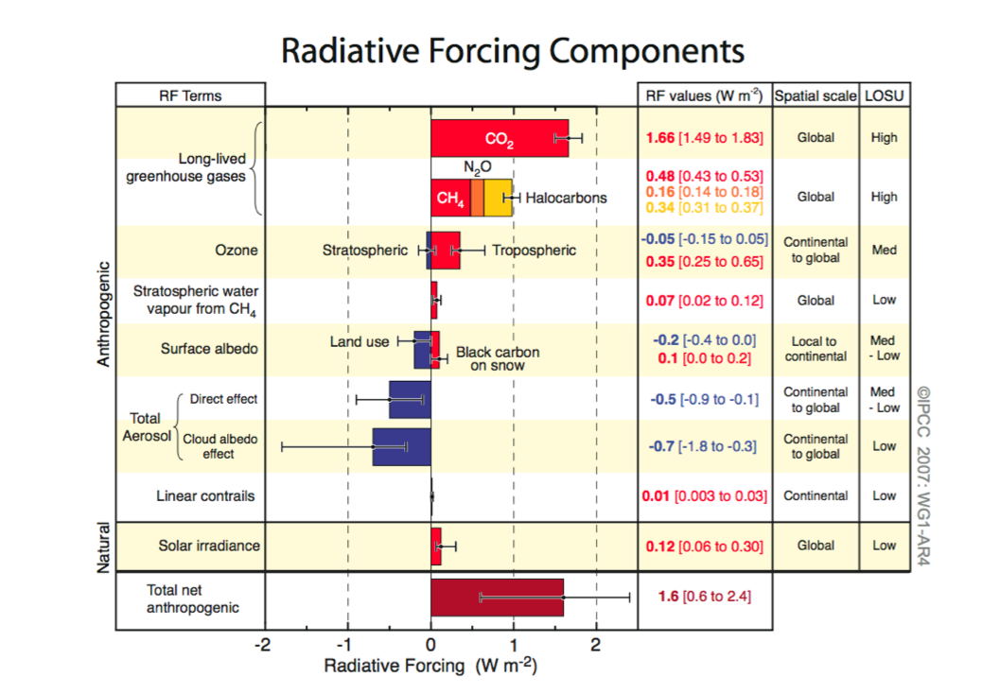 Radiative Forcing Components
RF Terms
RF values (W m-2)
Spatial scale
LOSU
Anthropogenic
Long-lived
greenhouse gases
CO2
1.66 [1.49 to 1.83]
Global
High
N2O
CH4
Halocarbons
0.48 [0.43 to 0.53]
0.16 [0.14 to 0.18]
0.34 [0.31 to 0.37]
Global
High
Ozone
Stratospheric
Tropospheric
-0.05 [-0.15 to 0.05]
0.35 [0.25 to 0.65]
Continental
to global
Med
Stratospheric water
vapour from CH4
0.07 [0.02 to 0.12]
Global
Low
Surface albedo
Land use
Black carbon
on snow
-0.2 [-0.4 to 0.0]
0.1 [0.0 to 0.2]
Local to
continental
Med
- Low
Total
Aerosol
Direct effect
-0.5 [-0.9 to -0.1]
Continental
to global
Med
- Low
Cloud albedo
effect
-0.7 [-1.8 to -0.3]
Continental
to global
Low
Linear contrails
0.01 [0.003 to 0.03]
Continental
Low
Natural
Solar irradiance
0.12 [0.06 to 0.30]
Global
Low
Total net
anthropogenic
1.6 [0.6 to 2.4]
-2 -1 0 1 2
Radiative Forcing (W m-2)
©IPCC 2007: WG1-AR4